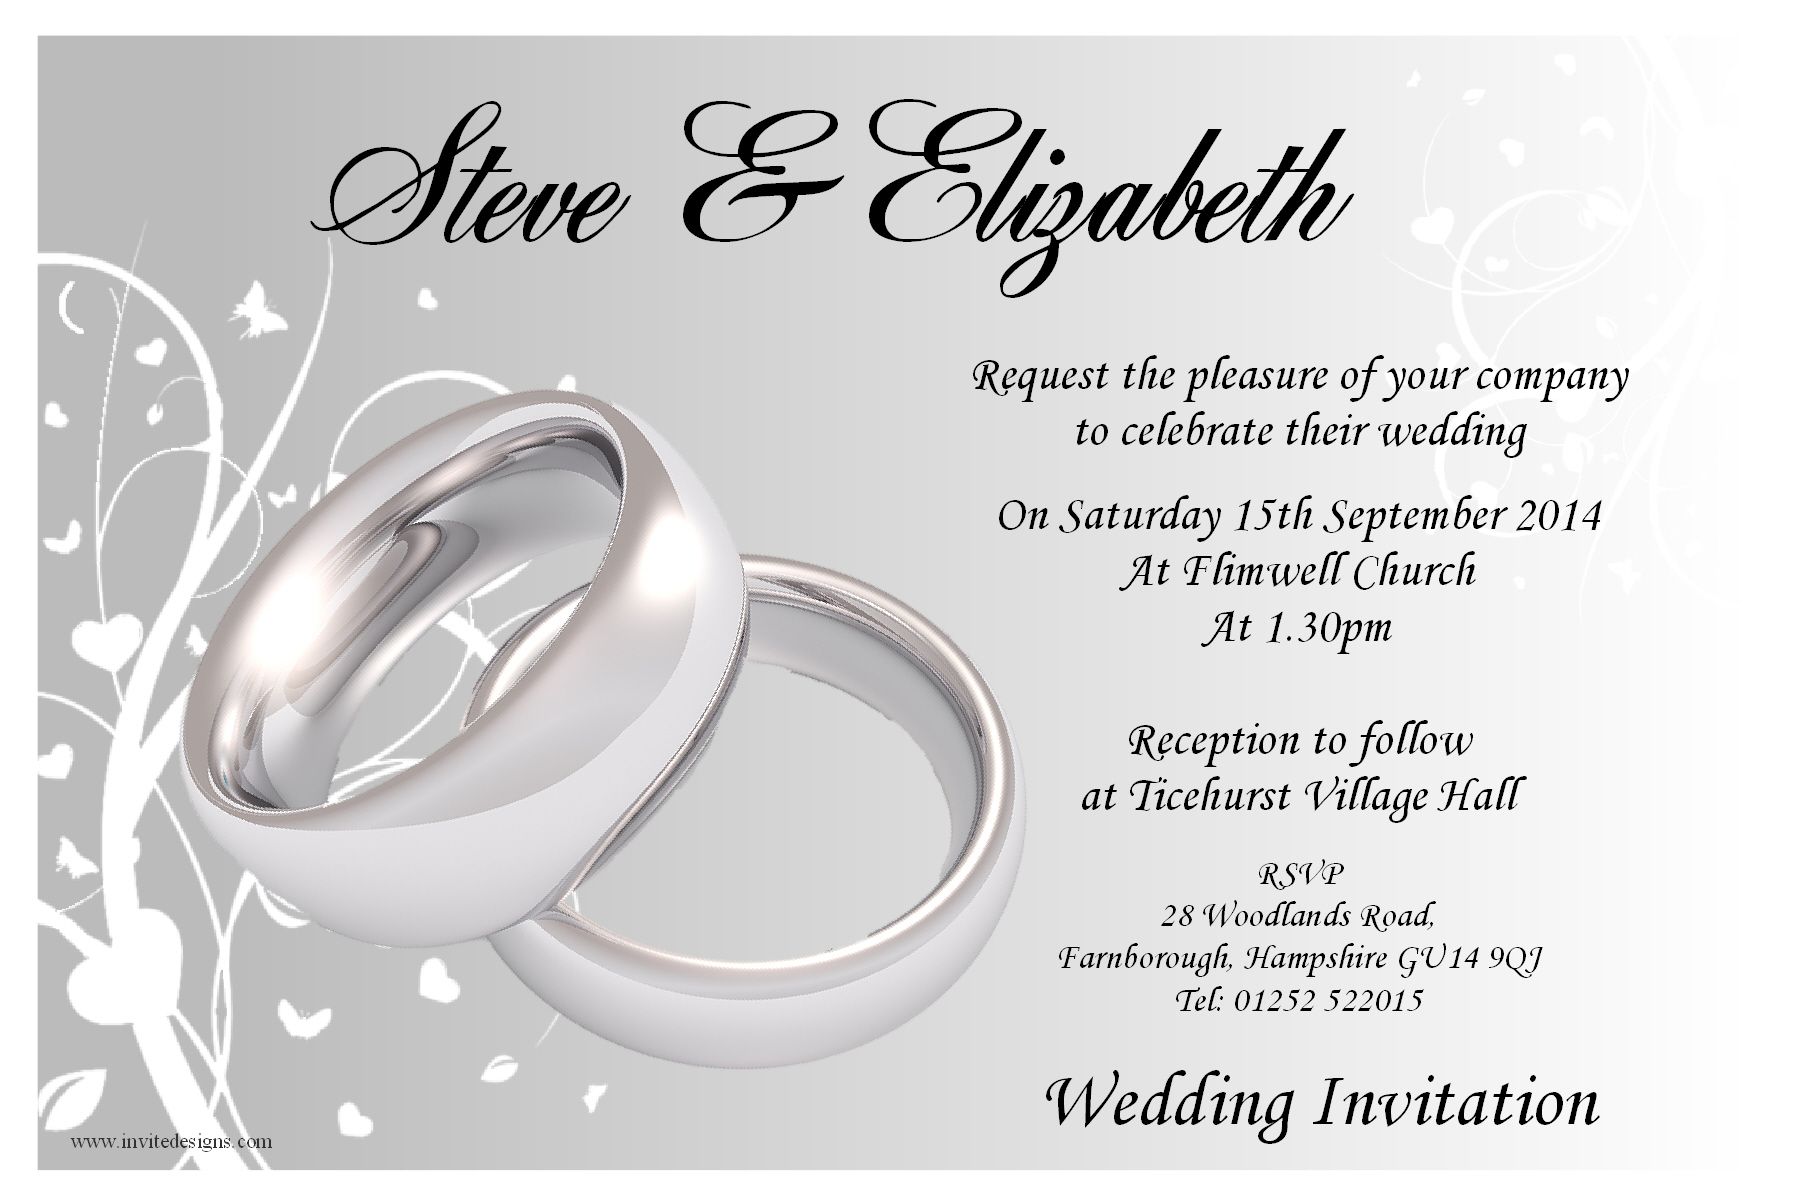 Steve & Elizabeth
Request the pleasure of your company
to celebrate their wedding
On Saturday 15th September 2014
At Flimwell Church
At 1.30pm
Reception to follow
at Ticehurst Village Hall
RSVP
28 Woodlands Road,
Farnborough, Hampshire GU14 9QJ
Tel: 01252 522015
Wedding Invitation
www.invitedesigns.com